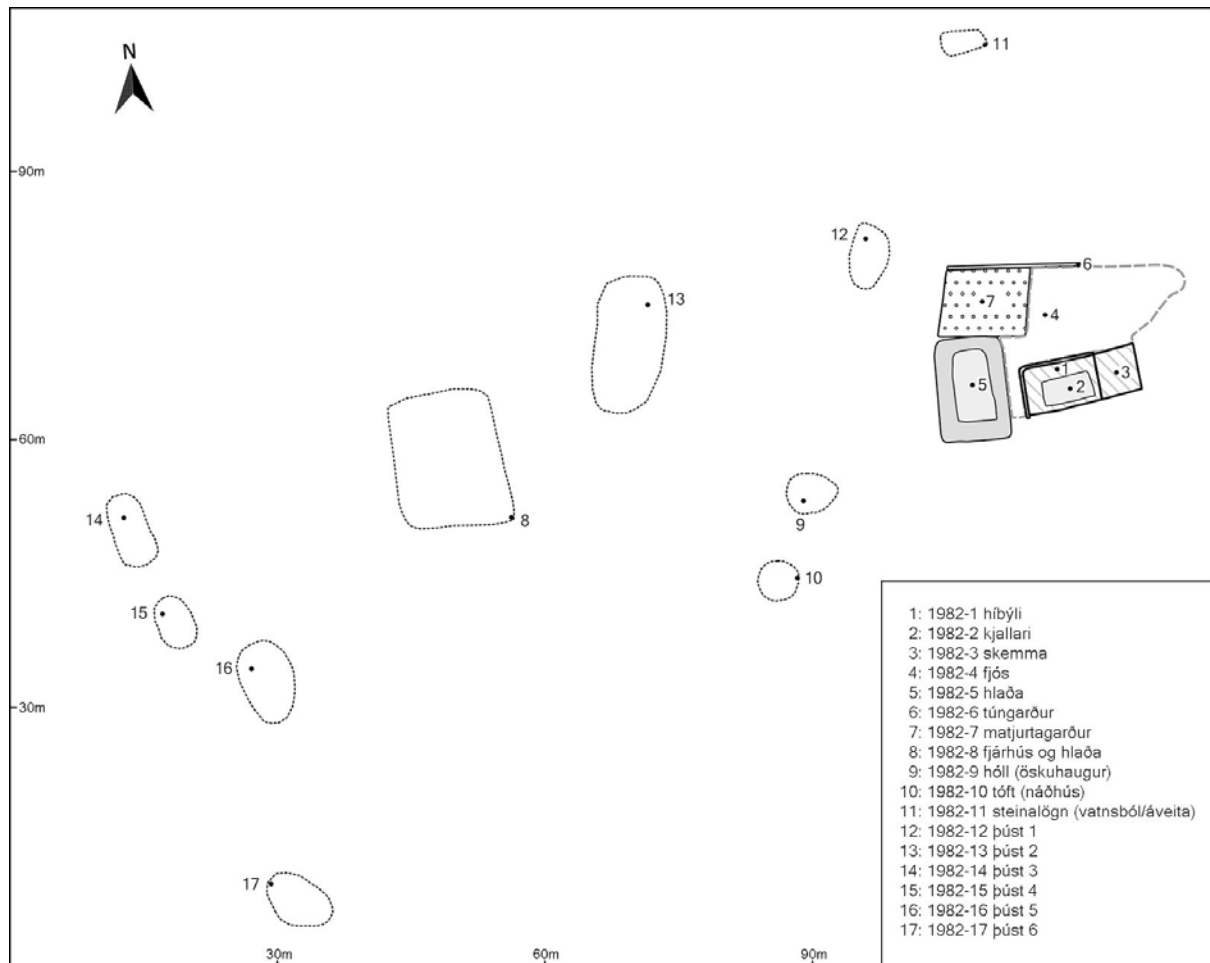 N
11
90m
12
6
13
7
4
1
3
5
2
60m
14
8
9
10
15
16
30m
17
30m
60m
90m
1: 1982-1 híbýli
2: 1982-2 kjallari
3: 1982-3 skemma
4: 1982-4 fjós
5: 1982-5 hlaða
6: 1982-6 túngarður
7: 1982-7 matjurtagarður
8: 1982-8 fjárhús og hlaða
9: 1982-9 hóll (öskuhaugur)
10: 1982-10 tóft (náðhús)
11: 1982-11 steinalögn (vatnsból/áveita)
12: 1982-12 þúst 1
13: 1982-13 þúst 2
14: 1982-14 þúst 3
15: 1982-15 þúst 4
16: 1982-16 þúst 5
17: 1982-17 þúst 6